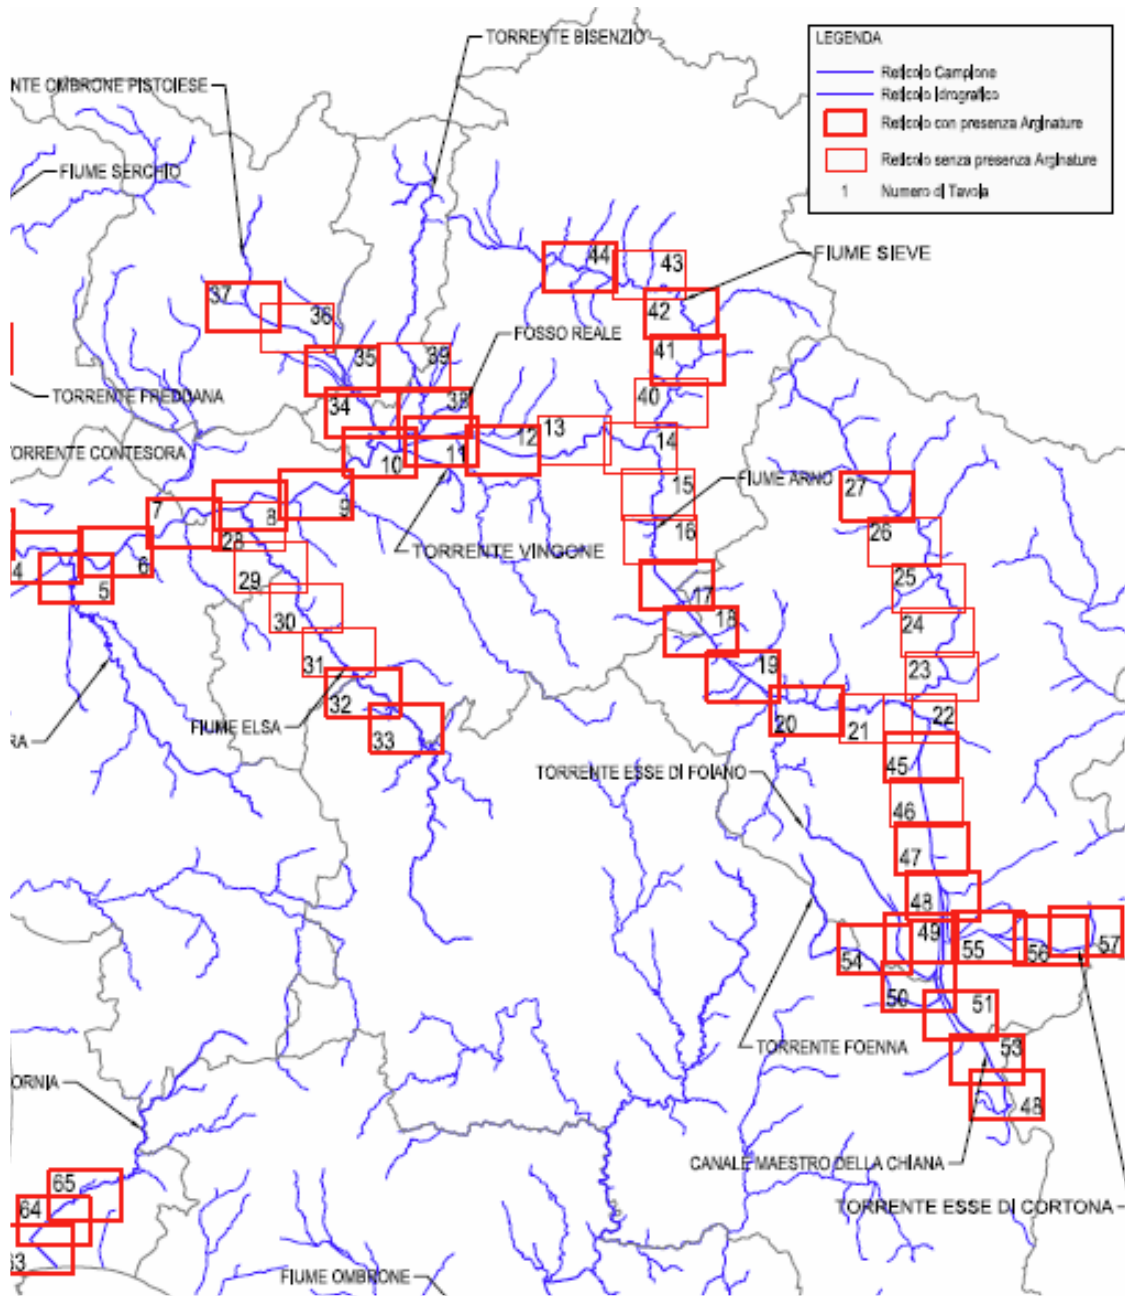 TORRENTE BISENZIO
LEGENDA
Reticolo Campione
Reticolo Idrografico
Reticolo con presenza Arginature
Reticolo senza presenza Arginature
1 Numero di Tavola
NTE OMBRONE PISTOIESE
FIUME SERCHIO
FIUME SIEVE
44
43
42
37
36
FOSSO REALE
41
35
39
TORRENTE FREDDANA
40
34
38
13
14
12
11
10
TORRENTE CONTESORA
FIUME ARNO
15
27
9
7
8
16
26
28
TORRENTE VINGONE
4
6
5
29
25
17
30
18
24
31
19
23
32
20
21
22
FIUME ELSA
33
RA
45
TORRENTE ESSE DI FOIANO
46
47
48
49
54
55
56
57
50
51
53
TORRENTE FOENNA
48
ORNIA
CANALE MAESTRO DELLA CHIANA
65
TORRENTE ESSE DI CORTONA
64
63
FIUME OMBRONE